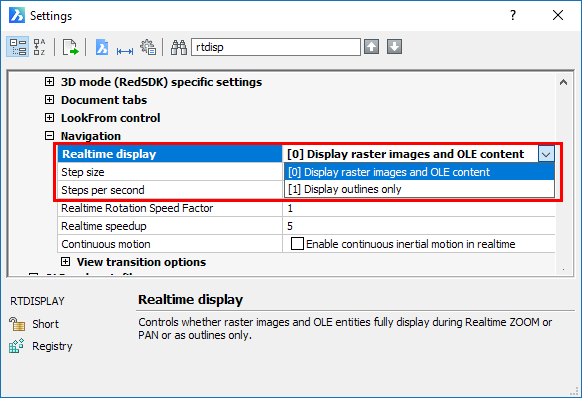 Settings
rtdisp
3D mode (RedSDK) specific settings
Document tabs
LookFrom control
Navigation
Realtime display [0] Display raster images and OLE content
Step size [0] Display raster images and OLE content
Steps per second [1] Display outlines only
Realtime Rotation Speed Factor 1
Realtime speedup 5
Continuous motion Enable continuous inertial motion in realtime
View transition options
RTDISPLAY
Short
Registry
Realtime display
Controls whether raster images and OLE entities fully display during Realtime ZOOM or
PAN or as outlines only.